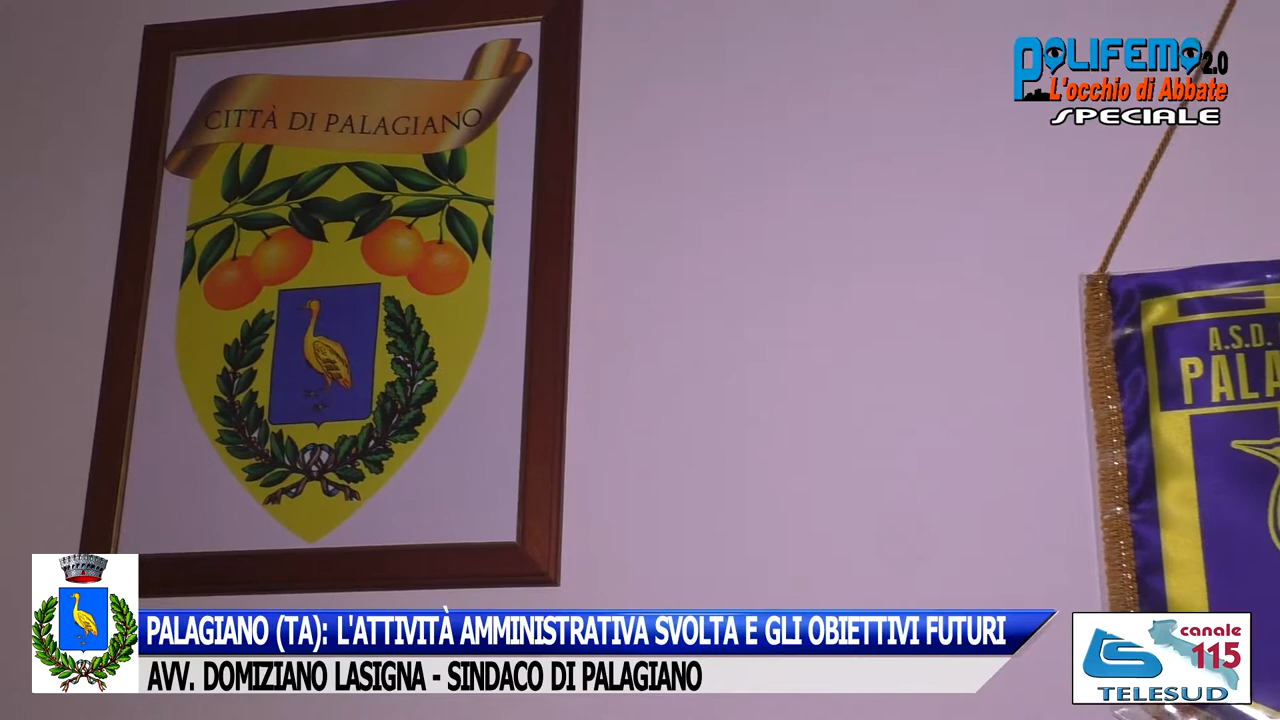 POLIFEMO 2.0
L'occhio di Abbate
SPECIALE
CITTÀ DI PALAGIANO
A.S.D.
PALA
PALAGIANO (TA): L'ATTIVITÀ AMMINISTRATIVA SVOLTA E GLI OBIETTIVI FUTURI
AVV. DOMIZIANO LASIGNA - SINDACO DI PALAGIANO
canale
115
TELESUD